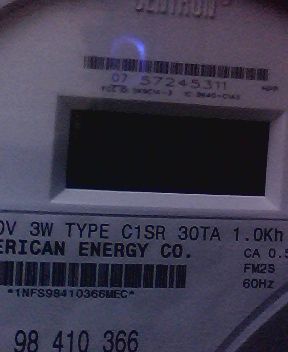 CENTRON
07 57245311
0V 3W TYPE C1SR 30TA 1.0Kh
ERICAN ENERGY CO.
CA 0.5
FM2S
60Hz
*1NFS98410366MEC*
98 410 366